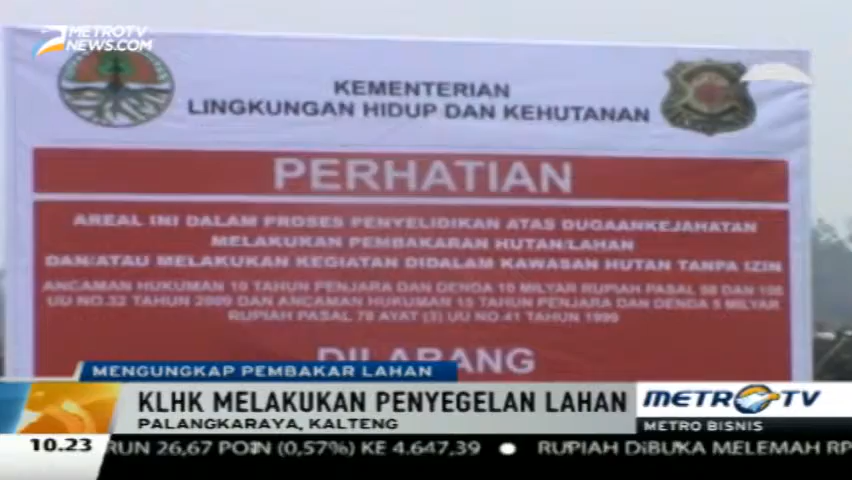 METROTV
NEWS.COM
KEMENTERIAN
LINGKUNGAN HIDUP DAN KEHUTANAN
PERHATIAN
AREAL INI DALAM PROSES PENYELIDIKAN ATAS DUGAANKEJAHATAN
MELAKUKAN PEMBAKARAN HUTAN/LAHAN
DAN/ATAU MELAKUKAN KEGIATAN DIDALAM KAWASAN HUTAN TANPA IZIN
ANCAMAN HUKUMAN 10 TAHUN PENJARA DAN DENDA 10 MILYAR RUPIAH PASAL 98 DAN 108
UU NO.32 TAHUN 2009 DAN ANCAMAN HUKUMAN 15 TAHUN PENJARA DAN DENDA 5 MILYAR
RUPIAH PASAL 78 AYAT (3) UU NO.41 TAHUN 1999
DILARANG
MENGUNGKAP PEMBAKAR LAHAN
KLHK MELAKUKAN PENYEGELAN LAHAN
PALANGKARAYA, KALTENG
METROTV
METRO BISNIS
10.23
RUN 26,67 POIN (0,57%) KE 4.647,39 ● RUPIAH DIBUKA MELEMAH RP